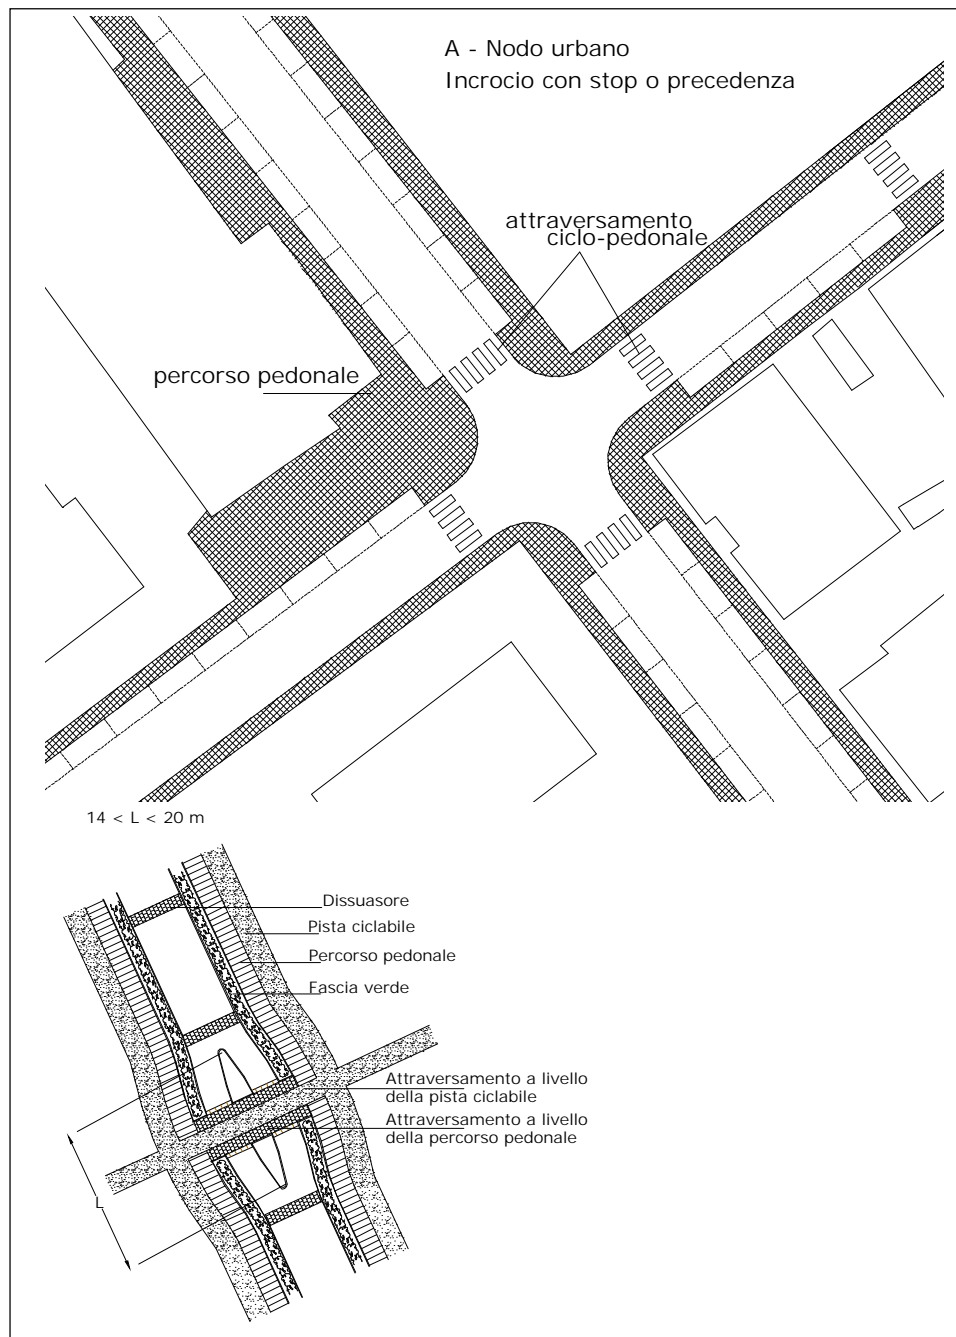 A - Nodo urbano
Incrocio con stop o precedenza
attraversamento
ciclo-pedonale
percorso pedonale
14 < L < 20 m
Dissuasore
Pista ciclabile
Percorso pedonale
Fascia verde
Attraversamento a livello
della pista ciclabile
Attraversamento a livello
della percorso pedonale
L